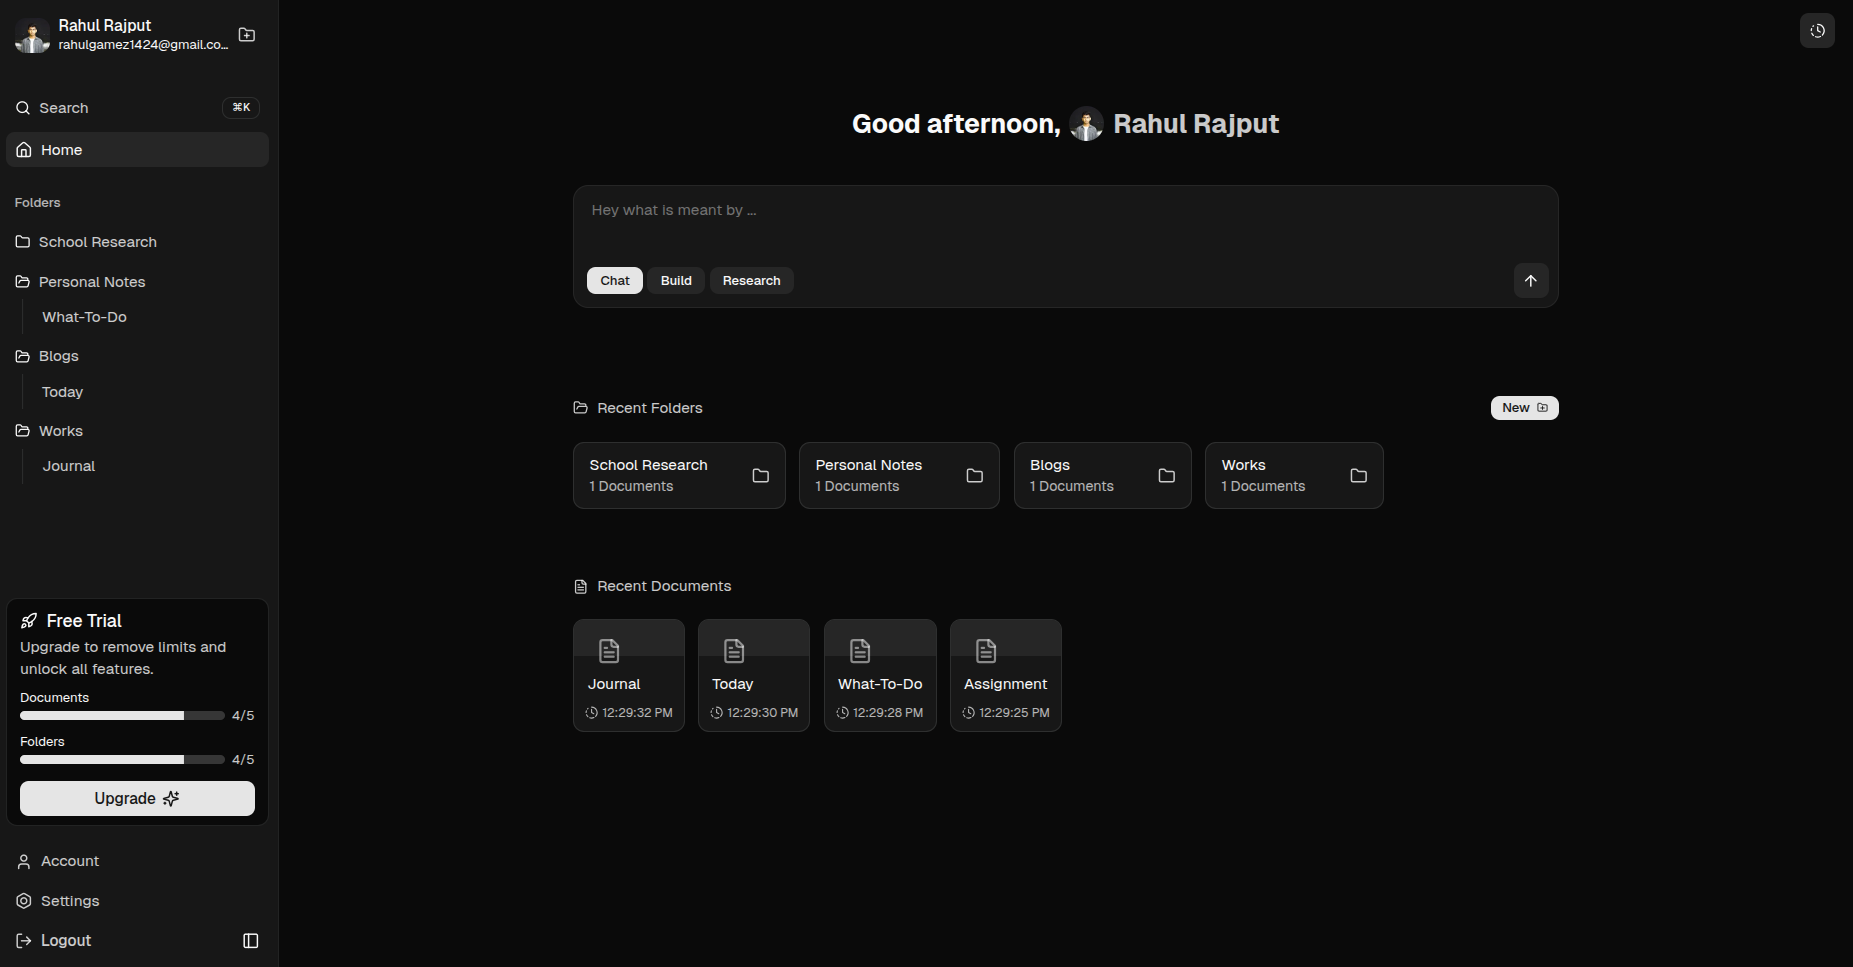 Rahul Rajput
rahulgamez1424@gmail.co...
Search
⌘K
Home
Folders
School Research
Personal Notes
What-To-Do
Blogs
Today
Works
Journal
Free Trial
Upgrade to remove limits and
unlock all features.
Documents
4/5
Folders
4/5
Upgrade
Account
Settings
Logout
Good afternoon, Rahul Rajput
Hey what is meant by ...
Chat Build Research
Recent Folders
New
School Research
1 Documents
Personal Notes
1 Documents
Blogs
1 Documents
Works
1 Documents
Recent Documents
Journal
12:29:32 PM
Today
12:29:30 PM
What-To-Do
12:29:28 PM
Assignment
12:29:25 PM